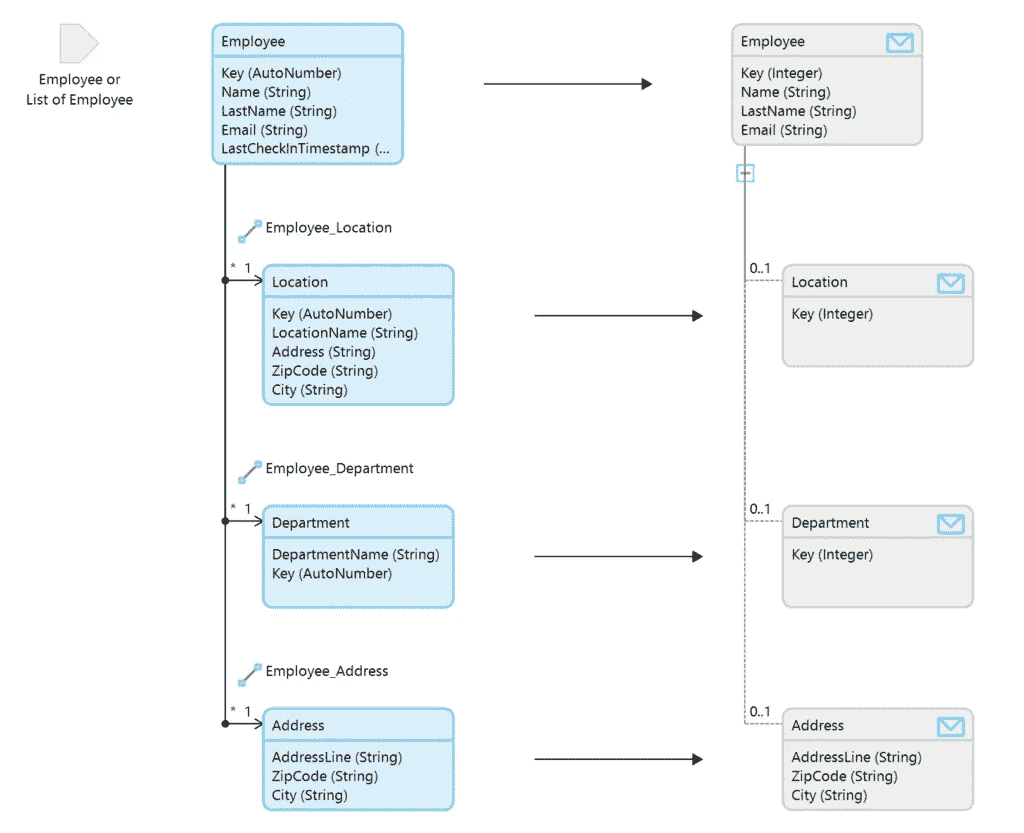 Employee or
List of Employee
Employee
Key (AutoNumber)
Name (String)
LastName (String)
Email (String)
LastCheckInTimestamp (...
Employee
Key (Integer)
Name (String)
LastName (String)
Email (String)
Employee_Location
* 1
Location
Key (AutoNumber)
LocationName (String)
Address (String)
ZipCode (String)
City (String)
0..1
Location
Key (Integer)
Employee_Department
* 1
Department
DepartmentName (String)
Key (AutoNumber)
0..1
Department
Key (Integer)
Employee_Address
* 1
Address
AddressLine (String)
ZipCode (String)
City (String)
0..1
Address
AddressLine (String)
ZipCode (String)
City (String)